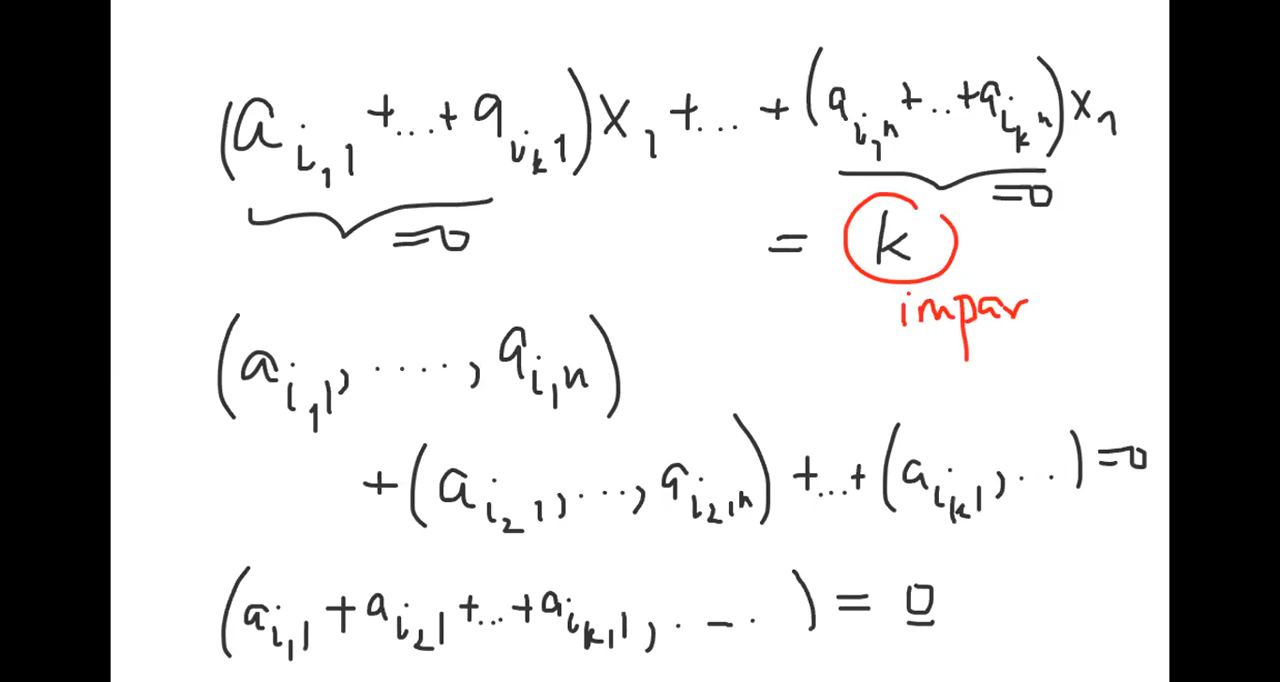 (a_{i_1 1} +...+ a_{i_k 1}) x_1 +... + (a_{i_1 n} +..+ a_{i_k n}) x_1
=0 =0
= k
impar
(a_{i_1 1}, ....., a_{i_1 n})
+ (a_{i_2 1}, ..., a_{i_2 1, n}) +...+ (a_{i_k 1}, ...) =0
(a_{i_1 1} + a_{i_2 1} +...+ a_{i_k 1}, . _ .) = 0